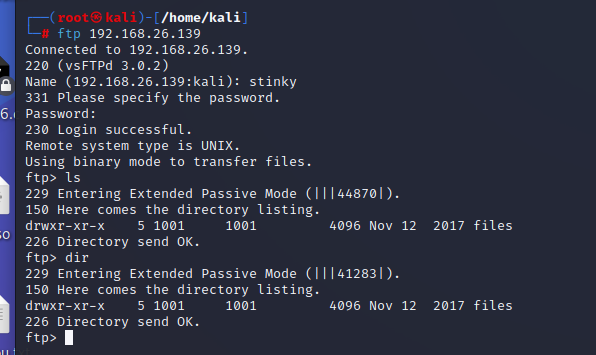 ┌──(root㉿kali)-[/home/kali]
└─# ftp 192.168.26.139
Connected to 192.168.26.139.
220 (vsFTPd 3.0.2)
Name (192.168.26.139:kali): stinky
331 Please specify the password.
Password:
230 Login successful.
Remote system type is UNIX.
Using binary mode to transfer files.
ftp> ls
229 Entering Extended Passive Mode (|||44870|).
150 Here comes the directory listing.
drwxr-xr-x    5 1001     1001         4096 Nov 12  2017 files
226 Directory send OK.
ftp> dir
229 Entering Extended Passive Mode (|||41283|).
150 Here comes the directory listing.
drwxr-xr-x    5 1001     1001         4096 Nov 12  2017 files
226 Directory send OK.
ftp>